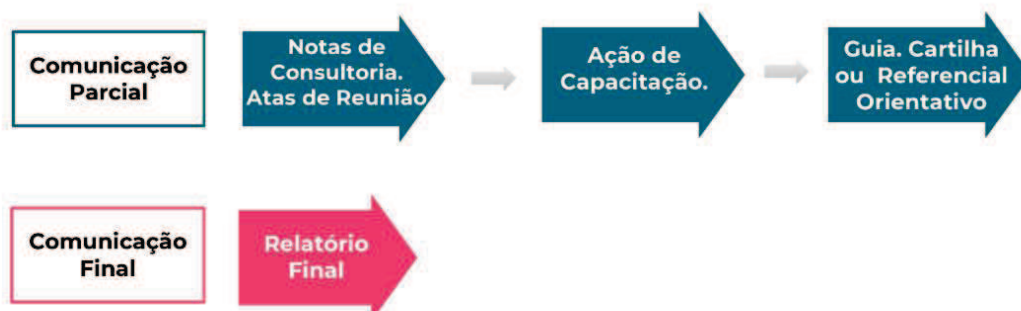 Comunicação
Parcial
Notas de
Consultoria.
Atas de Reunião
Ação de
Capacitação.
Guia. Cartilha
ou Referencial
Orientativo
Comunicação
Final
Relatório
Final